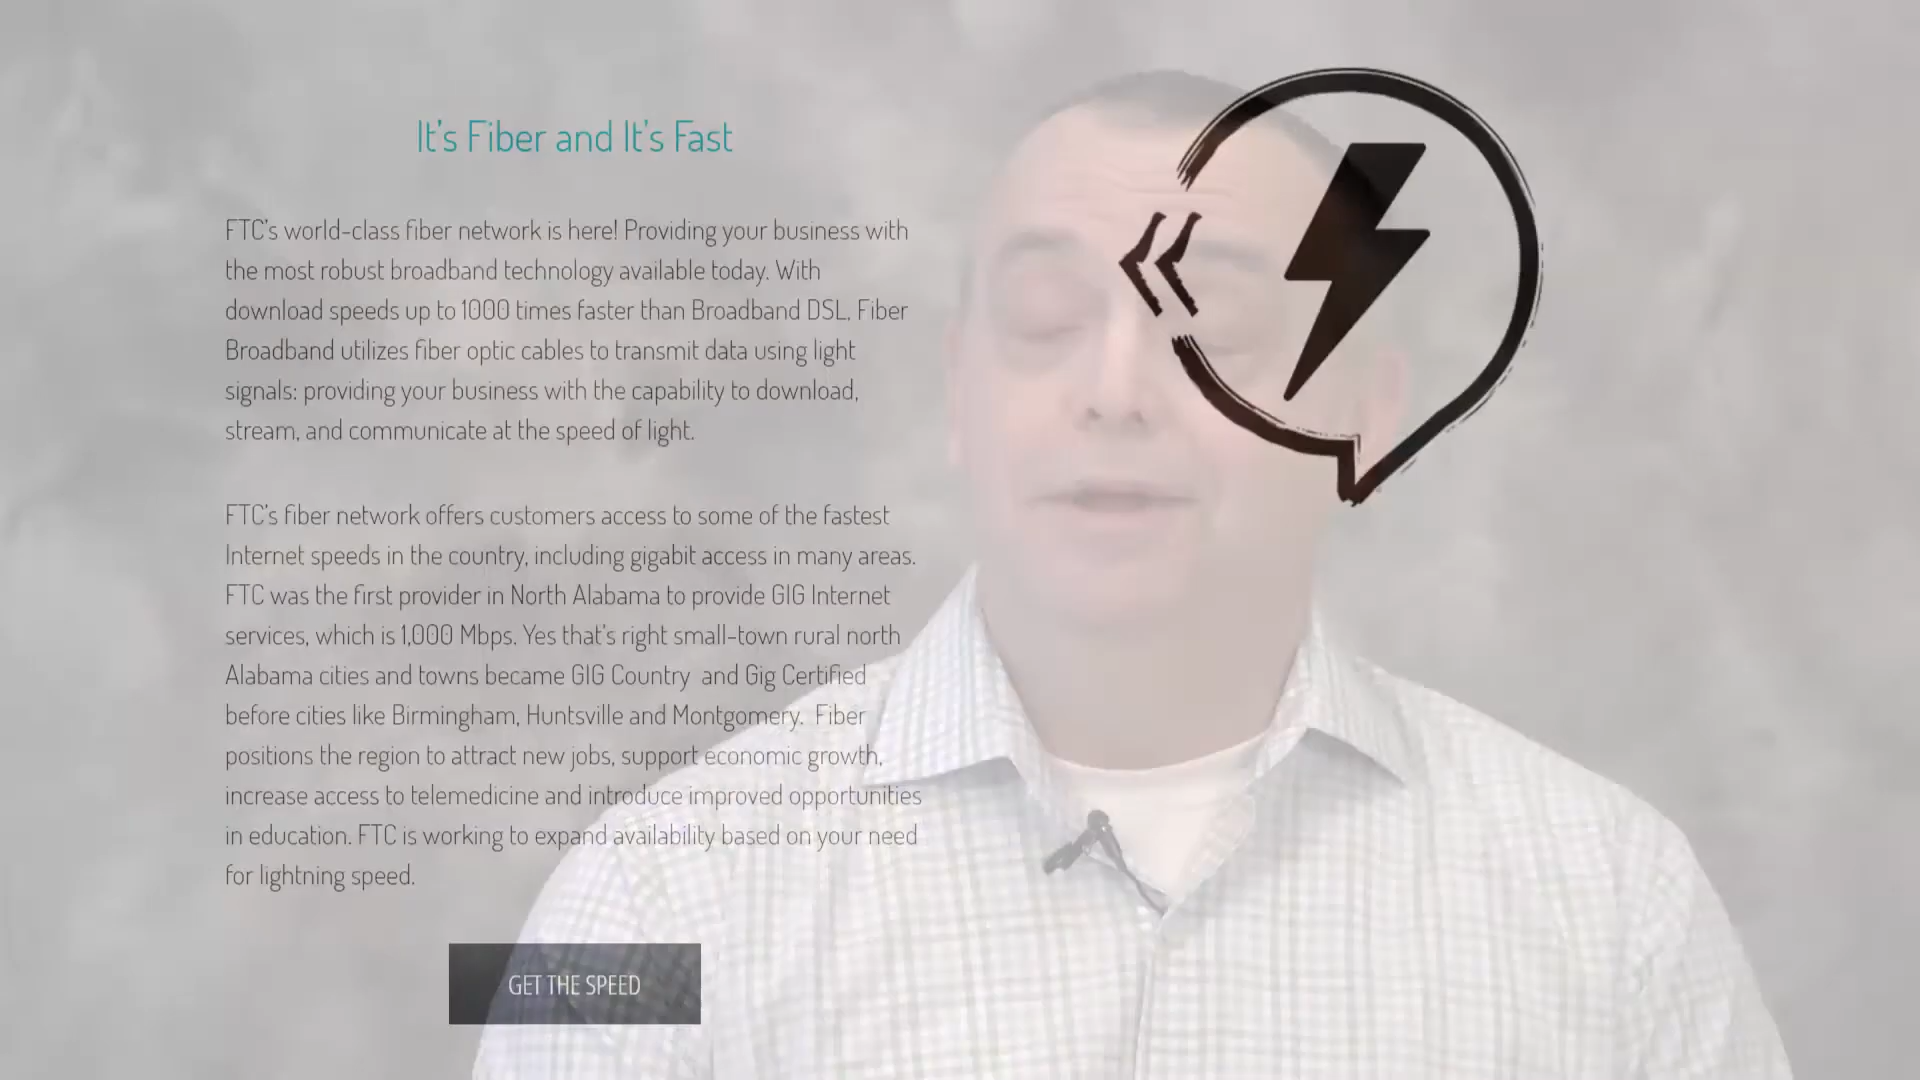 It's Fiber and It's Fast
FTC's world-class fiber network is here! Providing your business with
the most robust broadband technology available today. With
download speeds up to 1000 times faster than Broadband DSL, Fiber
Broadband utilizes fiber optic cables to transmit data using light
signals: providing your business with the capability to download,
stream, and communicate at the speed of light.
FTC's fiber network offers customers access to some of the fastest
Internet speeds in the country, including gigabit access in many areas.
FTC was the first provider in North Alabama to provide GIG Internet
services, which is 1,000 Mbps. Yes that's right small-town rural north
Alabama cities and towns became GIG Country  and Gig Certified
before cities like Birmingham, Huntsville and Montgomery.  Fiber
positions the region to attract new jobs, support economic growth,
increase access to telemedicine and introduce improved opportunities
in education. FTC is working to expand availability based on your need
for lightning speed.
GET THE SPEED